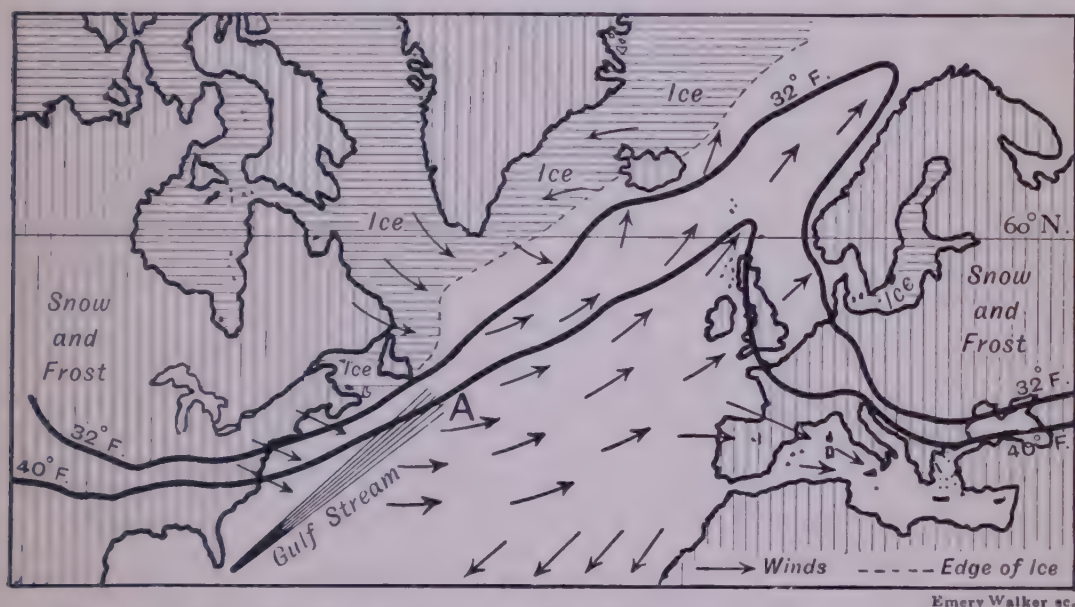 Ice
32° F.
Ice
Ice
60° N.
Snow
and
Frost
Ice
Snow
and
Frost
Ice
32° F.
A
32° F.
40° F.
40° F.
Gulf Stream
Winds
Edge of Ice
Emery Walker sc.